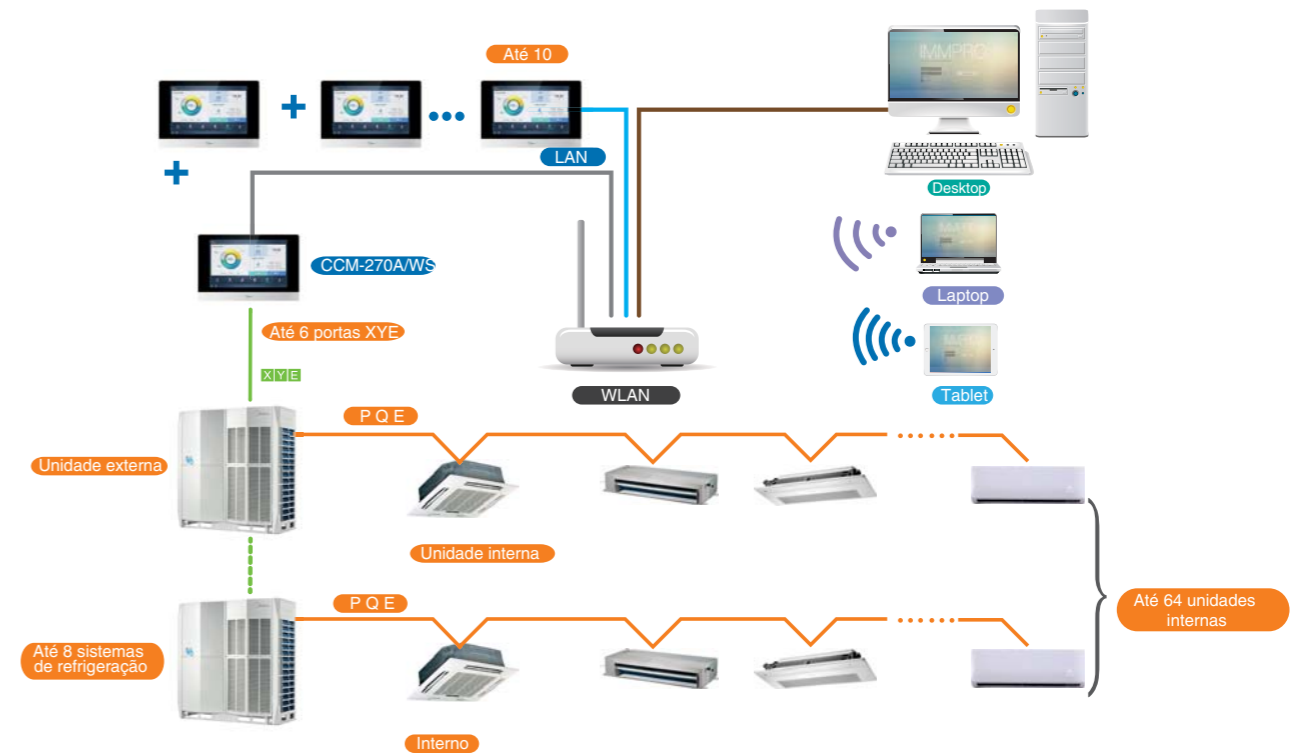 Até 10
IMMPRO
LAN
Desktop
CCM-270A/WS
Laptop
Até 6 portas XYE
X Y E
WLAN
Tablet
P Q E
Unidade externa
Unidade interna
P Q E
Até 64 unidades
internas
Até 8 sistemas
de refrigeração
Interno